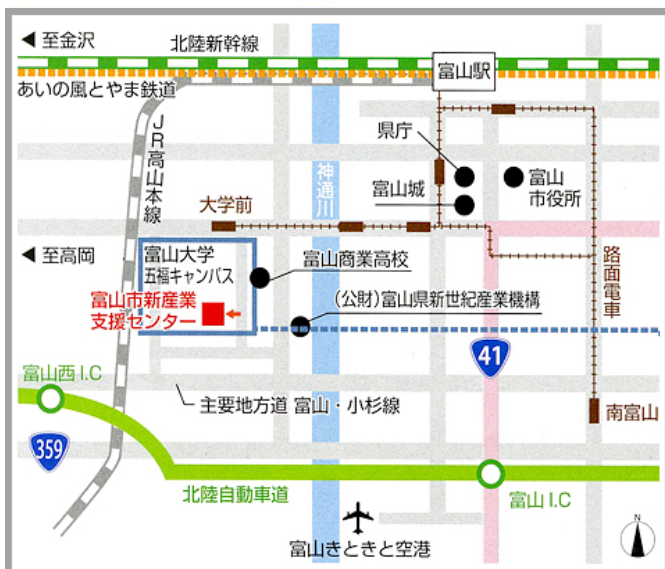 ◀ 至金沢
北陸新幹線
富山駅
あいの風とやま鉄道
JR高山本線
県庁
神通川
富山城
富山
市役所
大学前
◀至高岡
富山大学
五福キャンパス
富山商業高校
路面電車
富山市新産業
支援センター
(公財)富山県新世紀産業機構
41
富山西I.C
主要地方道 富山・小杉線
南富山
359
北陸自動車道
富山I.C
富山きときと空港
N